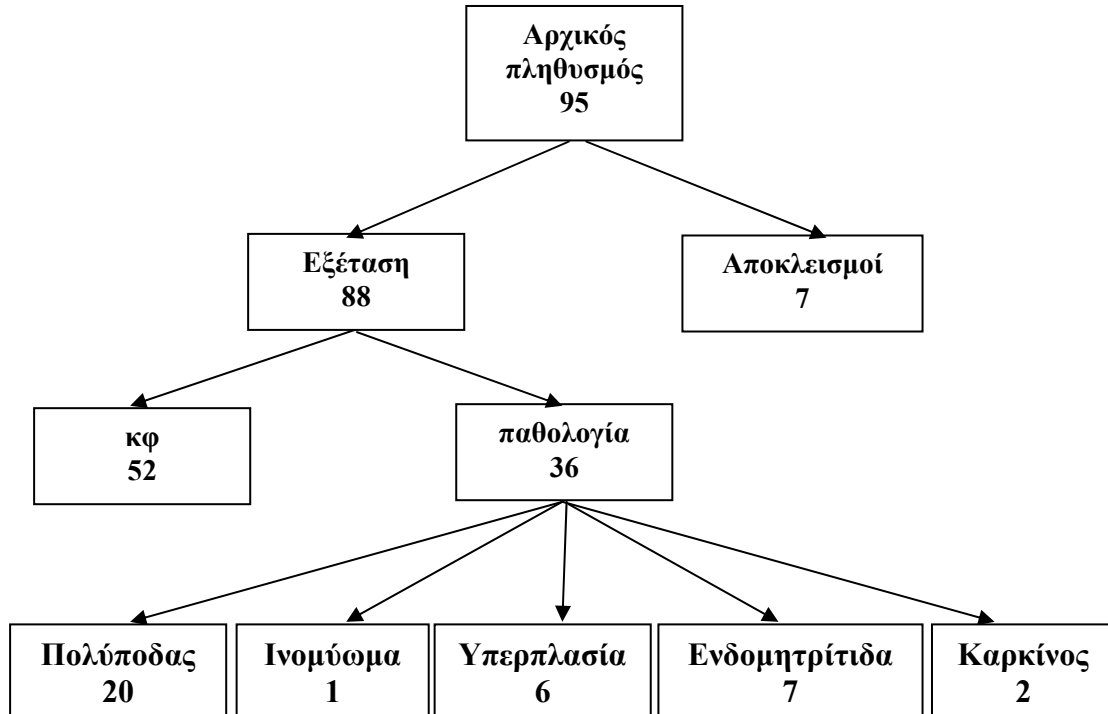 Αρχικός
πληθυσμός
95
Εξέταση
88
Αποκλεισμοί
7
κφ
52
παθολογία
36
Πολύποδας
20
Ινομύωμα
1
Υπερπλασία
6
Ενδομητρίτιδα
7
Καρκίνος
2